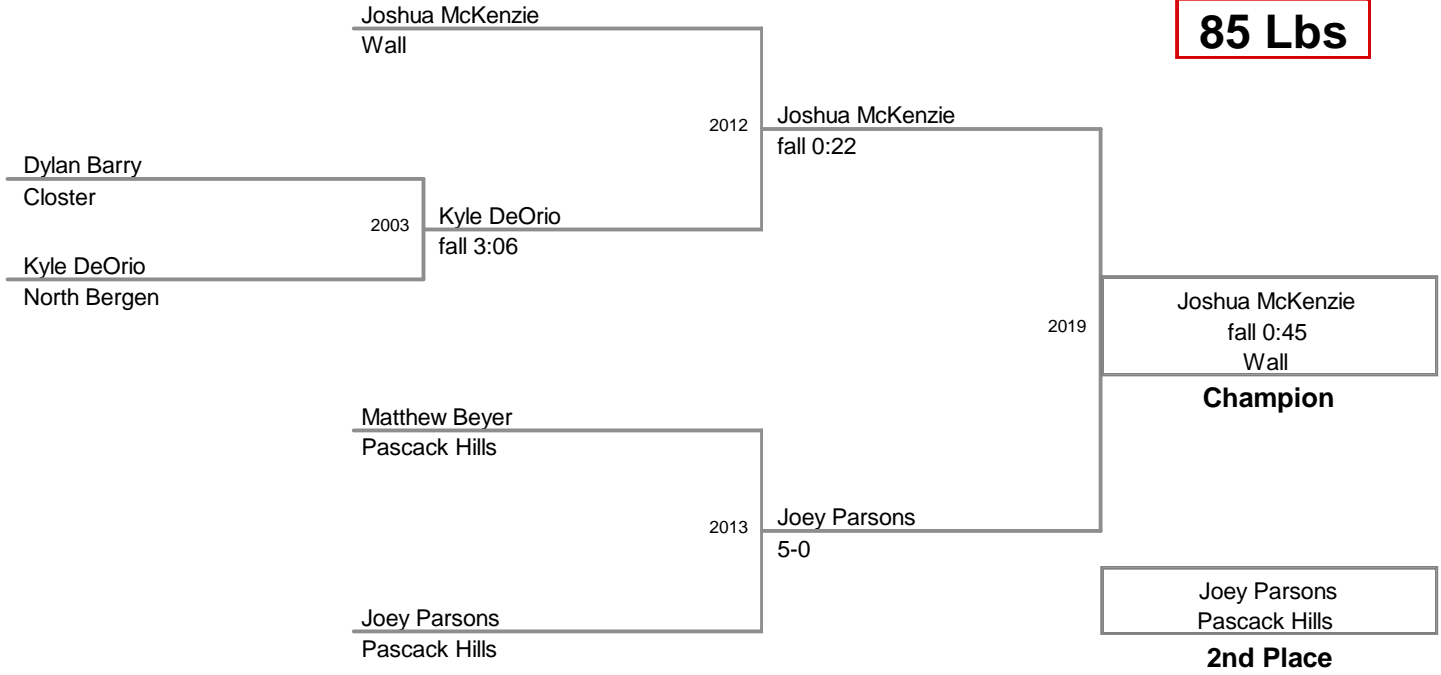 Joshua McKenzie
Wall
85 Lbs
2012
Joshua McKenzie
fall 0:22
Dylan Barry
Closter
2003
Kyle DeOrio
fall 3:06
Kyle DeOrio
North Bergen
2019
Joshua McKenzie
fall 0:45
Wall
Champion
Matthew Beyer
Pascack Hills
2013
Joey Parsons
5-0
Joey Parsons
Pascack Hills
Joey Parsons
Pascack Hills
2nd Place